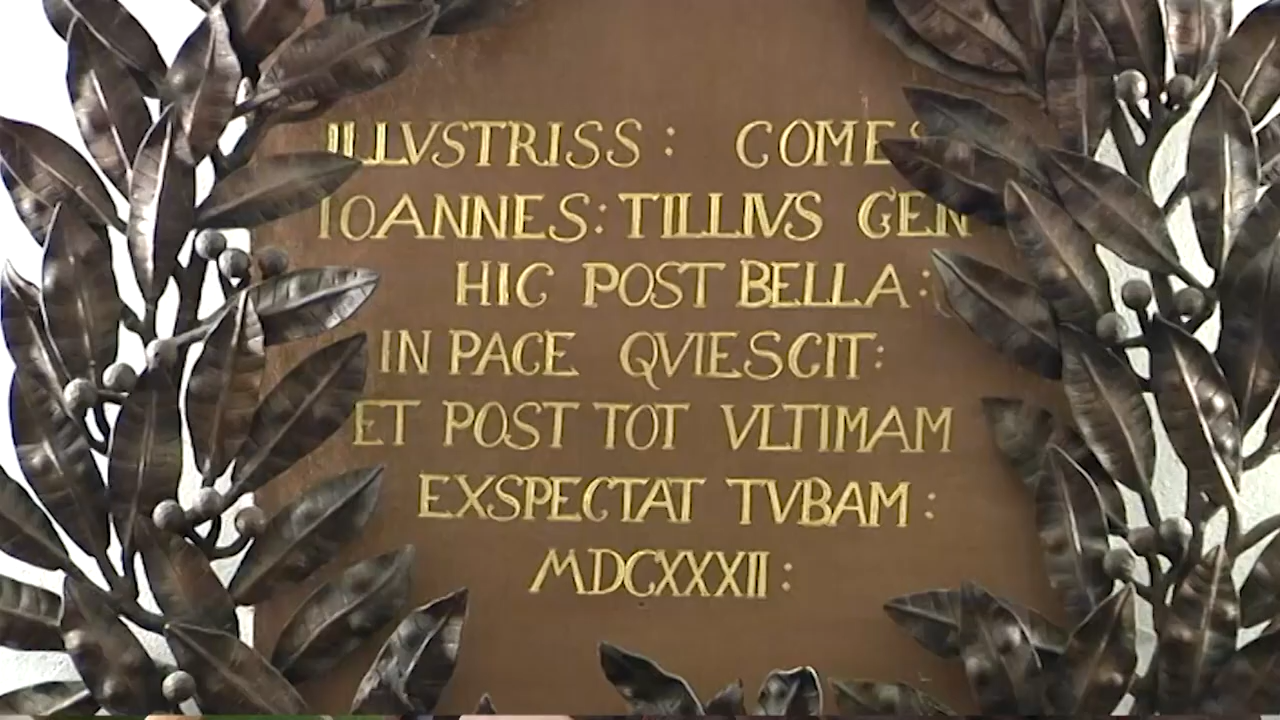 ILLVSTRISS: COMES
IOANNES: TILLIVS GEN
HIC POST BELLA:
IN PACE QVIESCIT:
ET POST TOT VLTIMAM
EXSPECTAT TVBAM:
MDCXXXII: